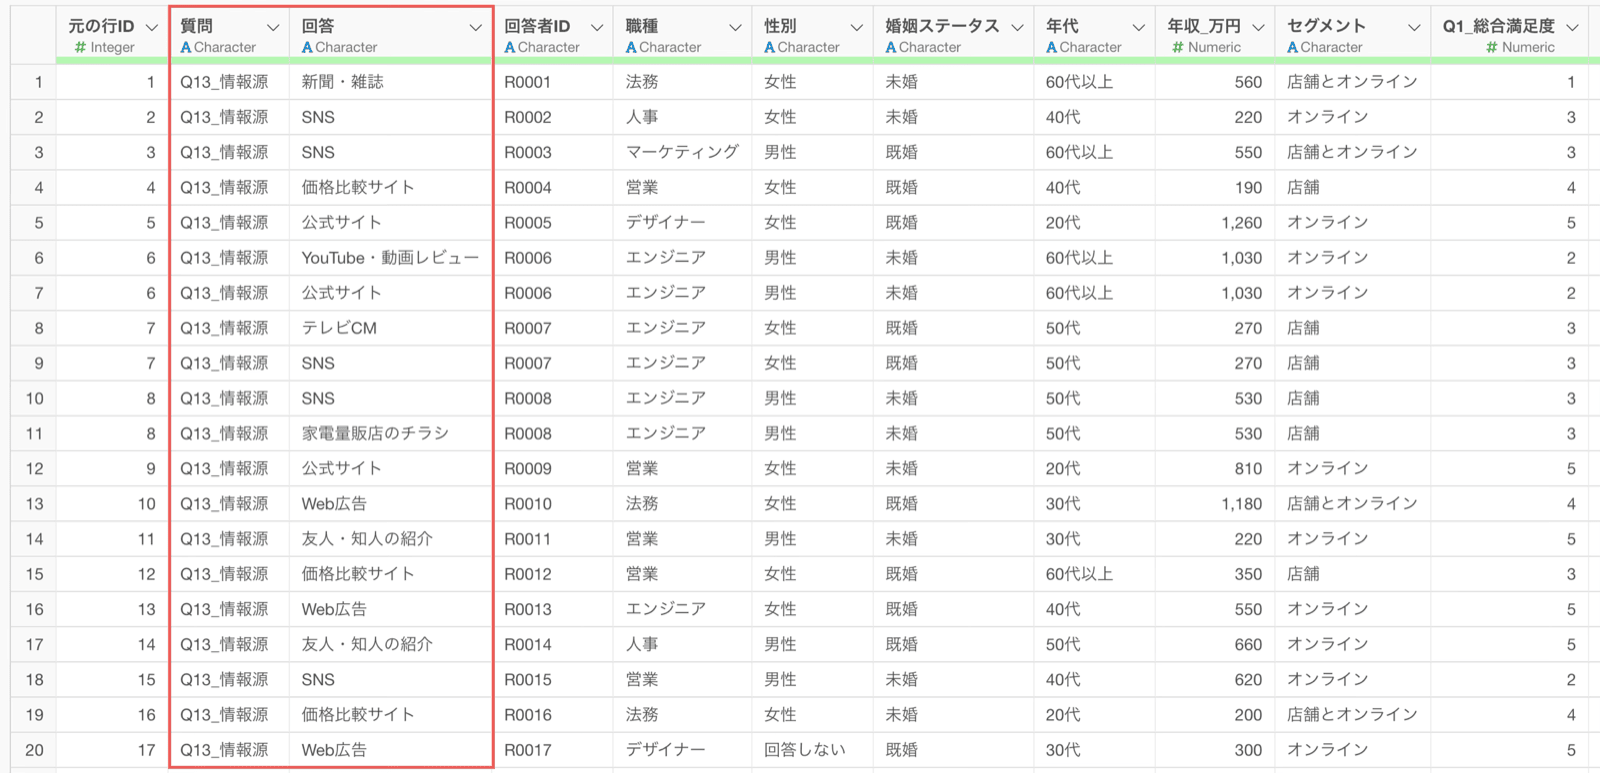 元の行ID 質問 回答 回答者ID 職種 性別 婚姻ステータス 年代 年収_万円 セグメント Q1_総合満足度
# Integer A Character A Character A Character A Character A Character A Character A Character # Numeric A Character # Numeric
1 1 Q13_情報源 新聞・雑誌 R0001 法務 女性 未婚 60代以上 560 店舗とオンライン 1
2 2 Q13_情報源 SNS R0002 人事 女性 未婚 40代 220 オンライン 3
3 3 Q13_情報源 SNS R0003 マーケティング 男性 既婚 60代以上 550 店舗とオンライン 3
4 4 Q13_情報源 価格比較サイト R0004 営業 女性 既婚 40代 190 店舗 4
5 5 Q13_情報源 公式サイト R0005 デザイナー 女性 既婚 20代 1,260 オンライン 5
6 6 Q13_情報源 YouTube・動画レビュー R0006 エンジニア 男性 未婚 60代以上 1,030 オンライン 2
7 6 Q13_情報源 公式サイト R0006 エンジニア 男性 未婚 60代以上 1,030 オンライン 2
8 7 Q13_情報源 テレビCM R0007 エンジニア 女性 既婚 50代 270 店舗 3
9 7 Q13_情報源 SNS R0007 エンジニア 女性 既婚 50代 270 店舗 3
10 8 Q13_情報源 SNS R0008 エンジニア 男性 未婚 50代 530 店舗 3
11 8 Q13_情報源 家電量販店のチラシ R0008 エンジニア 男性 未婚 50代 530 店舗 3
12 9 Q13_情報源 公式サイト R0009 営業 女性 未婚 20代 810 オンライン 5
13 10 Q13_情報源 Web広告 R0010 法務 女性 既婚 30代 1,180 店舗とオンライン 4
14 11 Q13_情報源 友人・知人の紹介 R0011 営業 男性 未婚 30代 220 オンライン 5
15 12 Q13_情報源 価格比較サイト R0012 営業 女性 既婚 60代以上 350 店舗 3
16 13 Q13_情報源 Web広告 R0013 エンジニア 女性 既婚 40代 550 オンライン 5
17 14 Q13_情報源 友人・知人の紹介 R0014 人事 男性 既婚 50代 660 オンライン 5
18 15 Q13_情報源 SNS R0015 営業 男性 未婚 40代 620 オンライン 2
19 16 Q13_情報源 価格比較サイト R0016 法務 女性 未婚 20代 200 店舗とオンライン 4
20 17 Q13_情報源 Web広告 R0017 デザイナー 回答しない 既婚 30代 300 オンライン 5